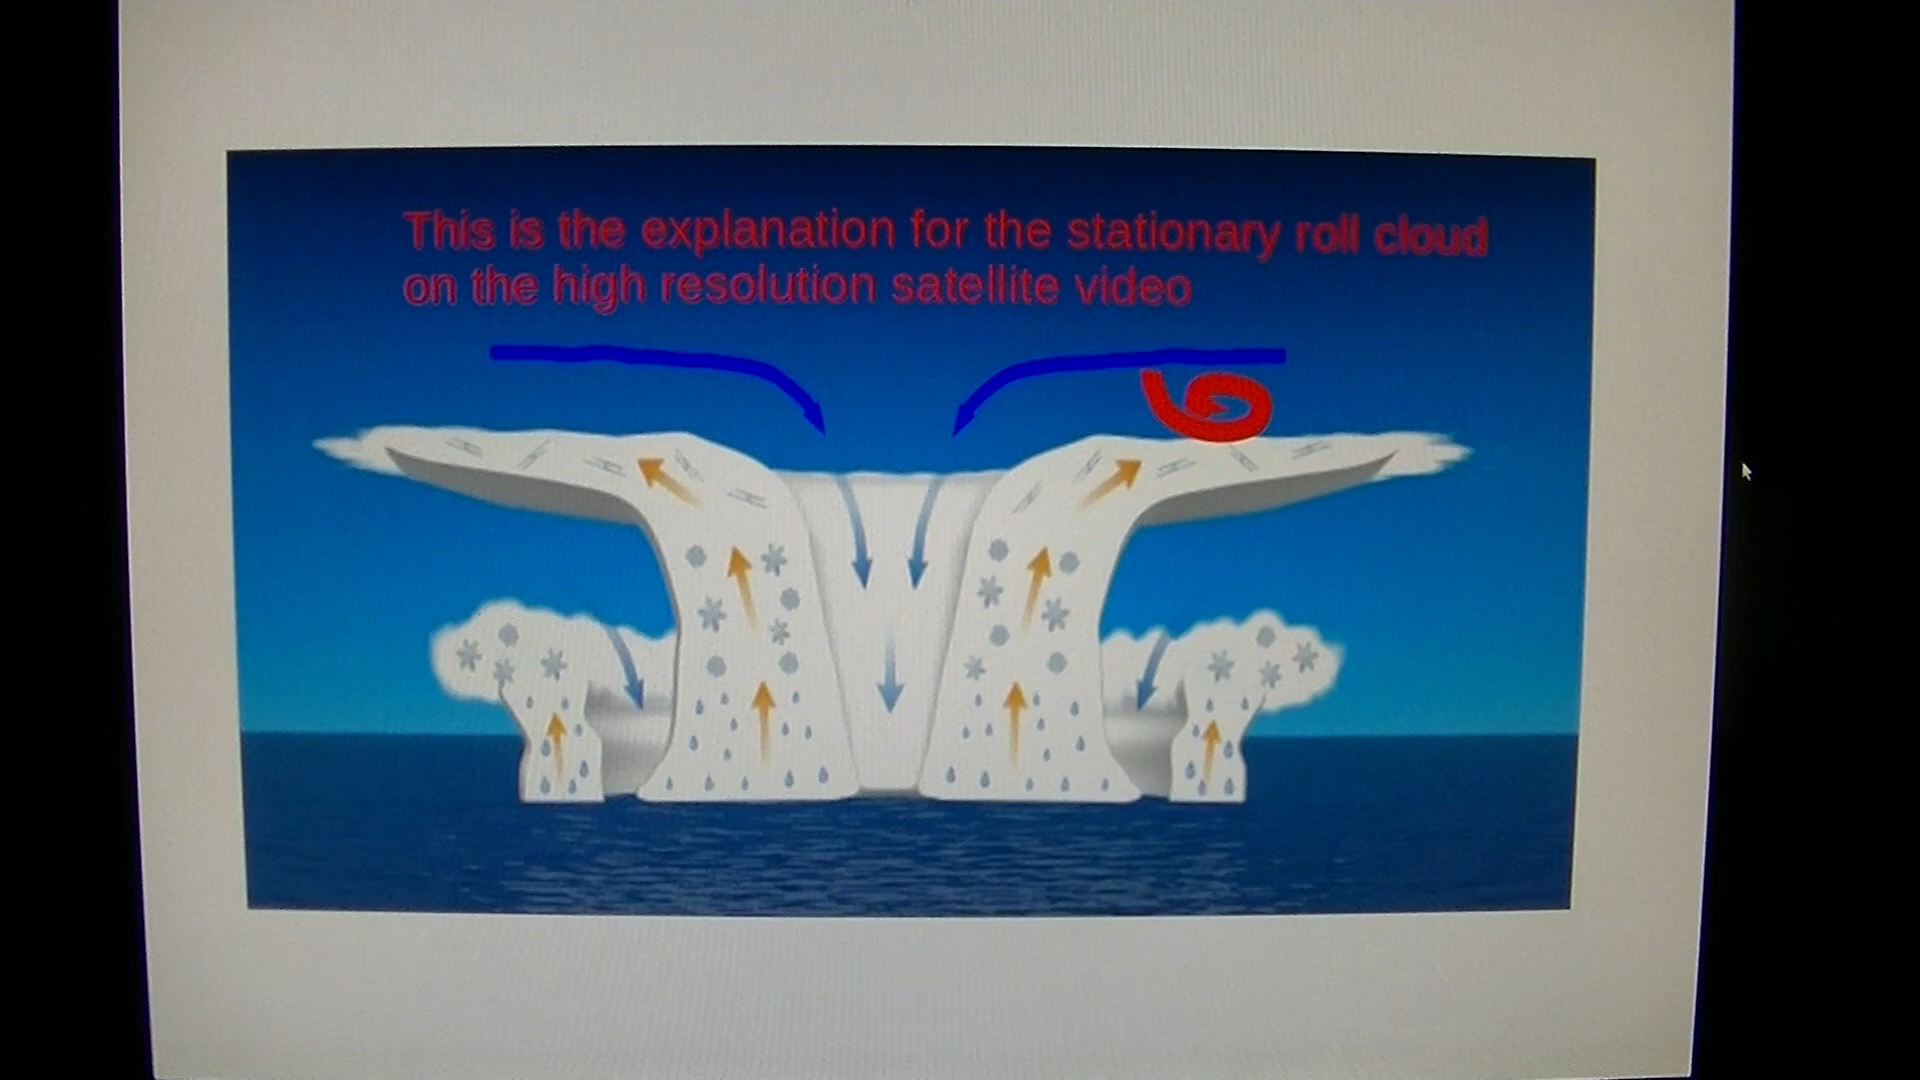 This is the explanation for the stationary roll cloud
on the high resolution satellite video